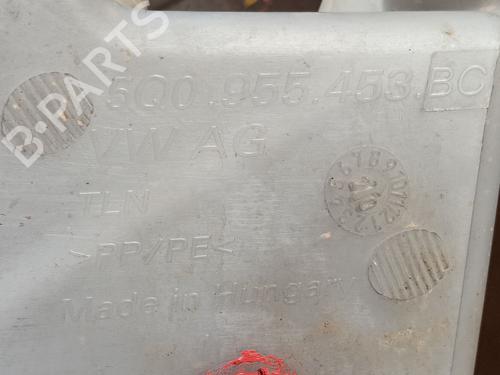 B-PARTS
5Q0.955.453.BC
VW AG
TLN
>PP/PE<
Made in Hungary